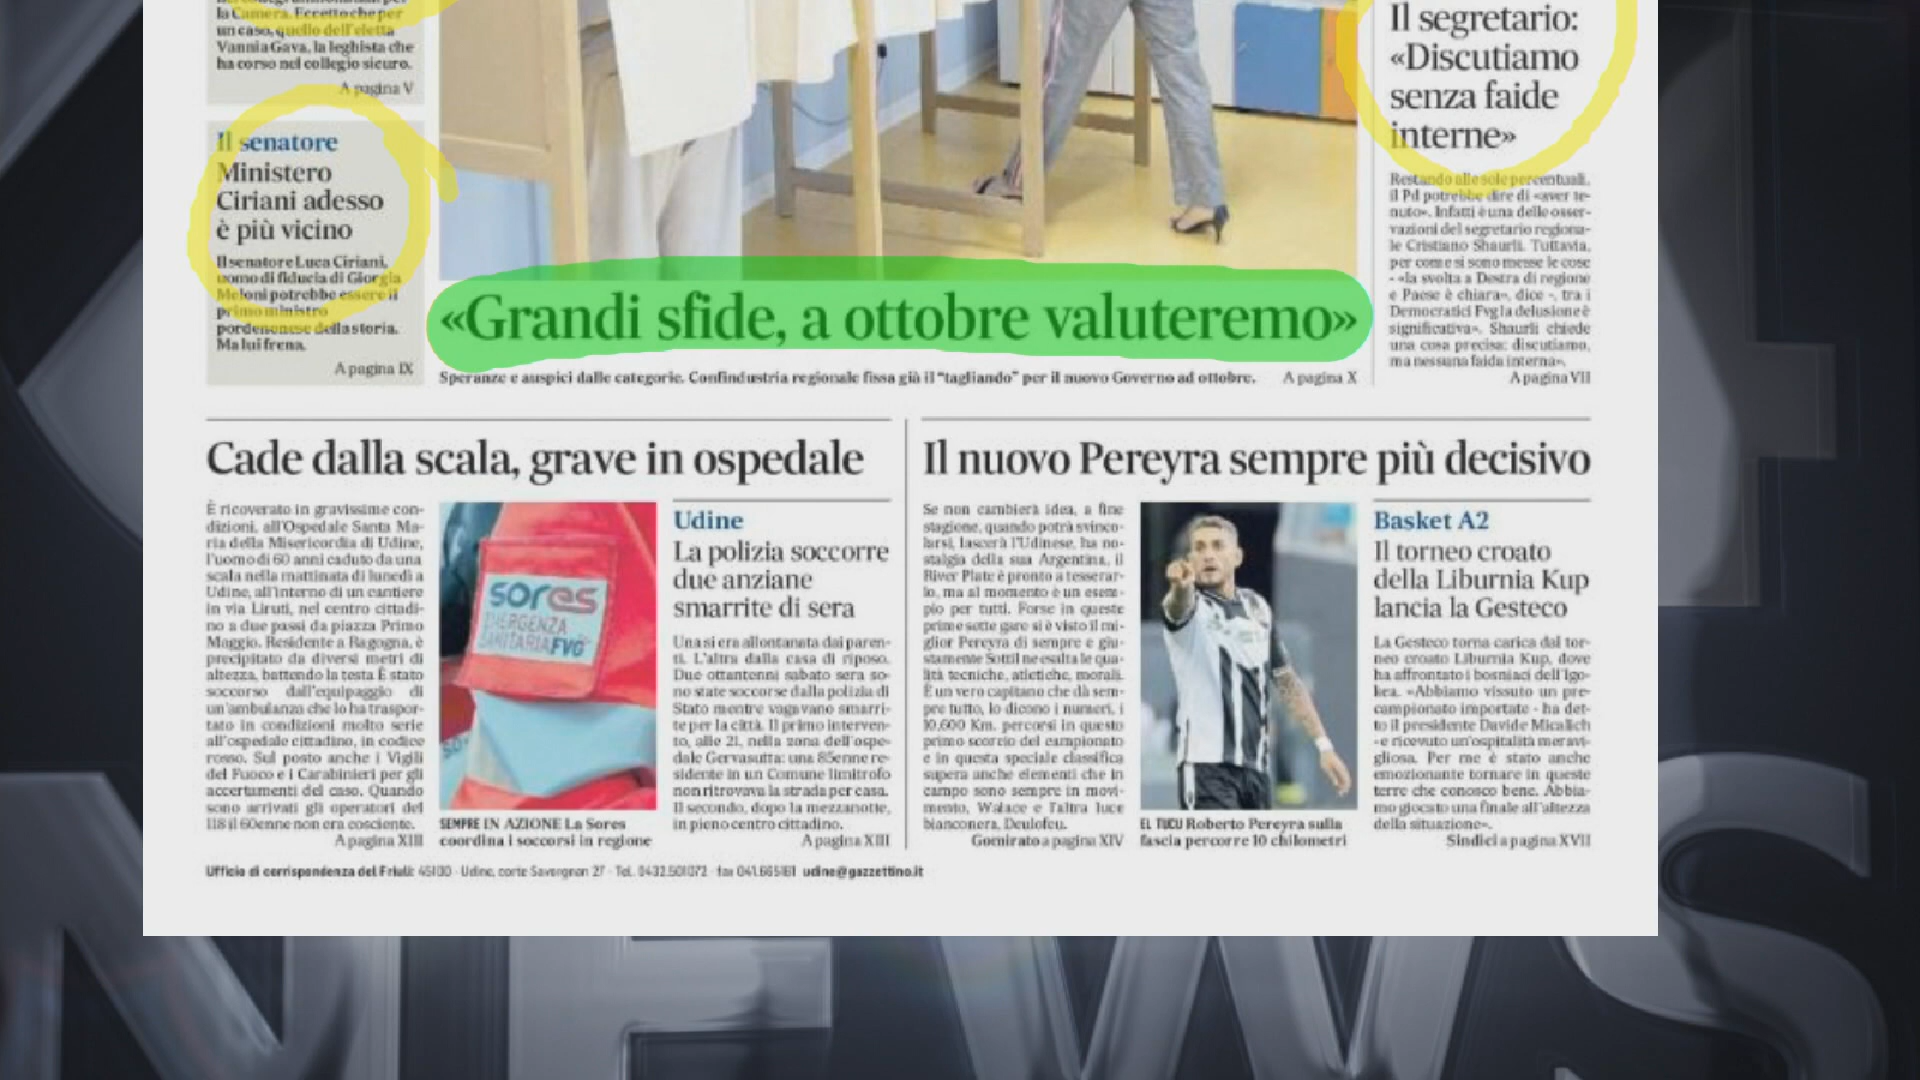 la Camera. Eccetto che per
un caso, quello dell'eletta
Vannia Gava, la leghista che
ha corso nel collegio sicuro.
A pagina V
Il senatore
Ministero
Ciriani adesso
è più vicino
Il senatore Luca Ciriani,
uomo di fiducia di Giorgia
Meloni potrebbe essere il
primo ministro
pordenonese della storia.
Ma lui frena.
A pagina IX
«Grandi sfide, a ottobre valuteremo»
Speranze e auspici dalle categorie. Confindustria regionale fissa già il "tagliando" per il nuovo Governo ad ottobre. A pagina X
Il segretario:
«Discutiamo
senza faide
interne»
Restando alle sole percentuali,
il Pd potrebbe dire di «aver te-
nuto». Infatti è una delle osser-
vazioni del segretario regiona-
le Cristiano Shaurli. Tuttavia,
per come si sono messe le cose
- «la svolta a Destra di regione
e Paese è chiara», dice -, tra i
Democratici Fvg la delusione è
significativa». Shaurli chiede
una cosa precisa: discutiamo,
ma nessuna faida interna».
A pagina VII
Cade dalla scala, grave in ospedale
È ricoverato in gravissime con-
dizioni, all'Ospedale Santa Ma-
ria della Misericordia di Udine,
l'uomo di 60 anni caduto da una
scala nella mattinata di lunedì a
Udine, all'interno di un cantiere
in via Liruti, nel centro cittadi-
no a due passi da piazza Primo
Maggio. Residente a Ragogna, è
precipitato da diversi metri di
altezza, battendo la testa È stato
soccorso dall'equipaggio di
un'ambulanza che lo ha traspor-
tato in condizioni molto serie
all'ospedale cittadino, in codice
rosso. Sul posto anche i Vigili
del Fuoco e i Carabinieri per gli
accertamenti del caso. Quando
sono arrivati gli operatori del
118 il 60enne non era cosciente.
A pagina XIII
sores
EMERGENZA
SANITARIA FVG
SEMPRE IN AZIONE La Sores
coordina i soccorsi in regione
Udine
La polizia soccorre
due anziane
smarrite di sera
Una si era allontanata dai paren-
ti. L'altra dalla casa di riposo.
Due ottantenni sabato sera so-
no state soccorse dalla polizia di
Stato mentre vagavano smarri-
te per la città. Il primo interven-
to, alle 21, nella zona dell'ospe-
dale Gervasutta: una 85enne re-
sidente in un Comune limitrofo
non ritrovava la strada per casa.
Il secondo, dopo la mezzanotte,
in pieno centro cittadino.
A pagina XIII
Il nuovo Pereyra sempre più decisivo
Se non cambierà idea, a fine
stagione, quando potrà svinco-
larsi, lascerà l'Udinese, ha no-
stalgia della sua Argentina, il
River Plate è pronto a tesserar-
lo, ma al momento è un esem-
pio per tutti. Forse in queste
prime sette gare si è visto il mi-
glior Pereyra di sempre e giu-
stamente Sottil ne esalta le qua-
lità tecniche, atletiche, morali.
È un vero capitano che dà sem-
pre tutto, lo dicono i numeri, i
10,600 Km. percorsi in questo
primo scorcio del campionato
e in questa speciale classifica
supera anche elementi che in
campo sono sempre in movi-
mento, Walace e l'altra luce
bianconera, Deulofeu.
Gomirato a pagina XIV
EL TUCU Roberto Pereyra sulla
fascia percorre 10 chilometri
Basket A2
Il torneo croato
della Liburnia Kup
lancia la Gesteco
La Gesteco torna carica dal tor-
neo croato Liburnia Kup, dove
ha affrontato i bosniaci dell'Igo-
kea. «Abbiamo vissuto un pre-
campionato importate - ha det-
to il presidente Davide Micalich
- e ricevuto un'ospitalità meravi-
gliosa. Per me è stato anche
emozionante tornare in queste
terre che conosco bene. Abbia-
mo giocato una finale all'altezza
della situazione».
Sindici a pagina XVII
Ufficio di corrispondenza del Friuli: 45100 - Udine, corte Savorgnan 27 - Tel. 0432.501072 - fax 041.665181 udine@gazzettino.it
NEWS